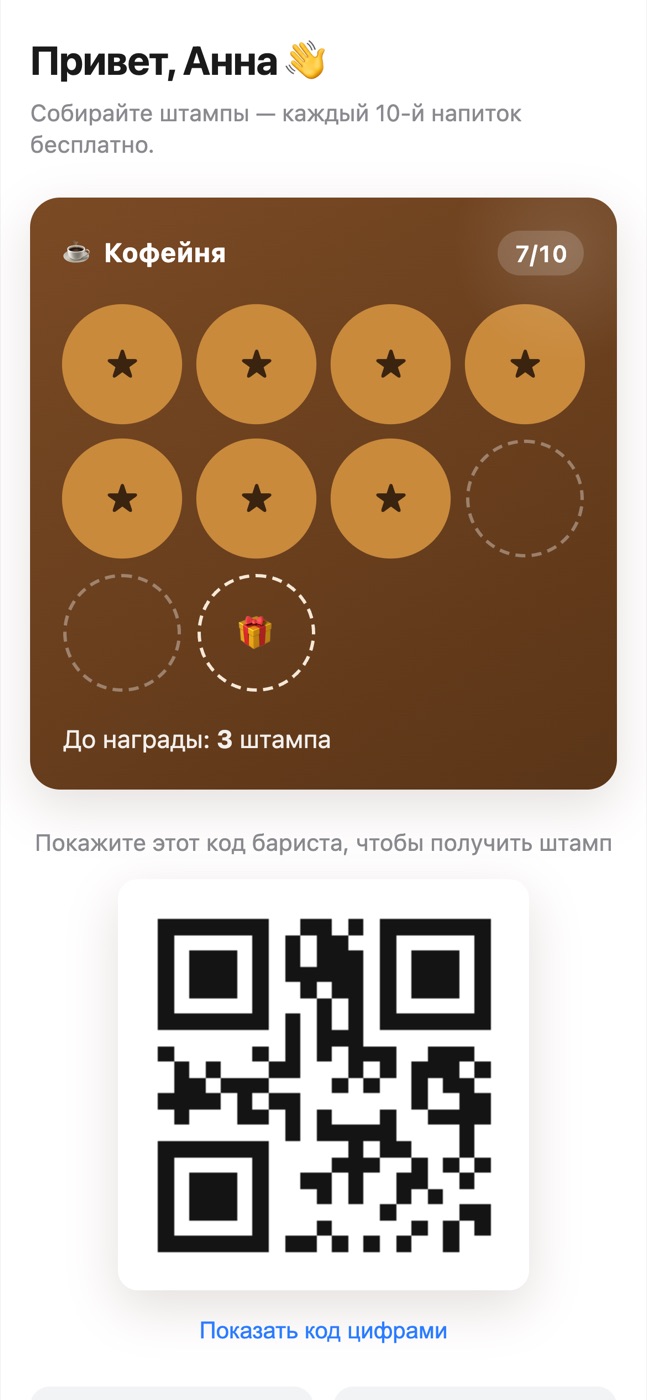 Привет, Анна 👋
Собирайте штампы — каждый 10-й напиток
бесплатно.
☕ Кофейня
7/10
До награды: 3 штампа
Покажите этот код бариста, чтобы получить штамп
Показать код цифрами